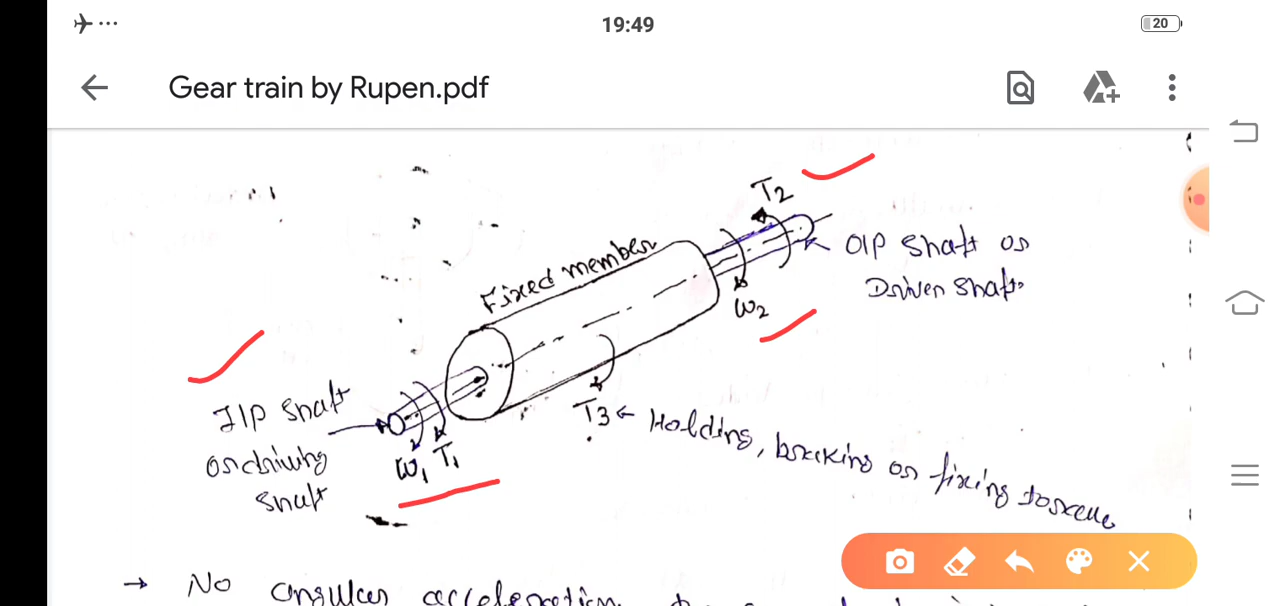 19:49
20
Gear train by Rupen.pdf
T2
Fixed member
O/P shaft or
Driven shaft
ω2
I/P shaft
or driving
shaft
ω1 T1
T3 ← Holding, braking or fixing torque
→ No angular acceleration